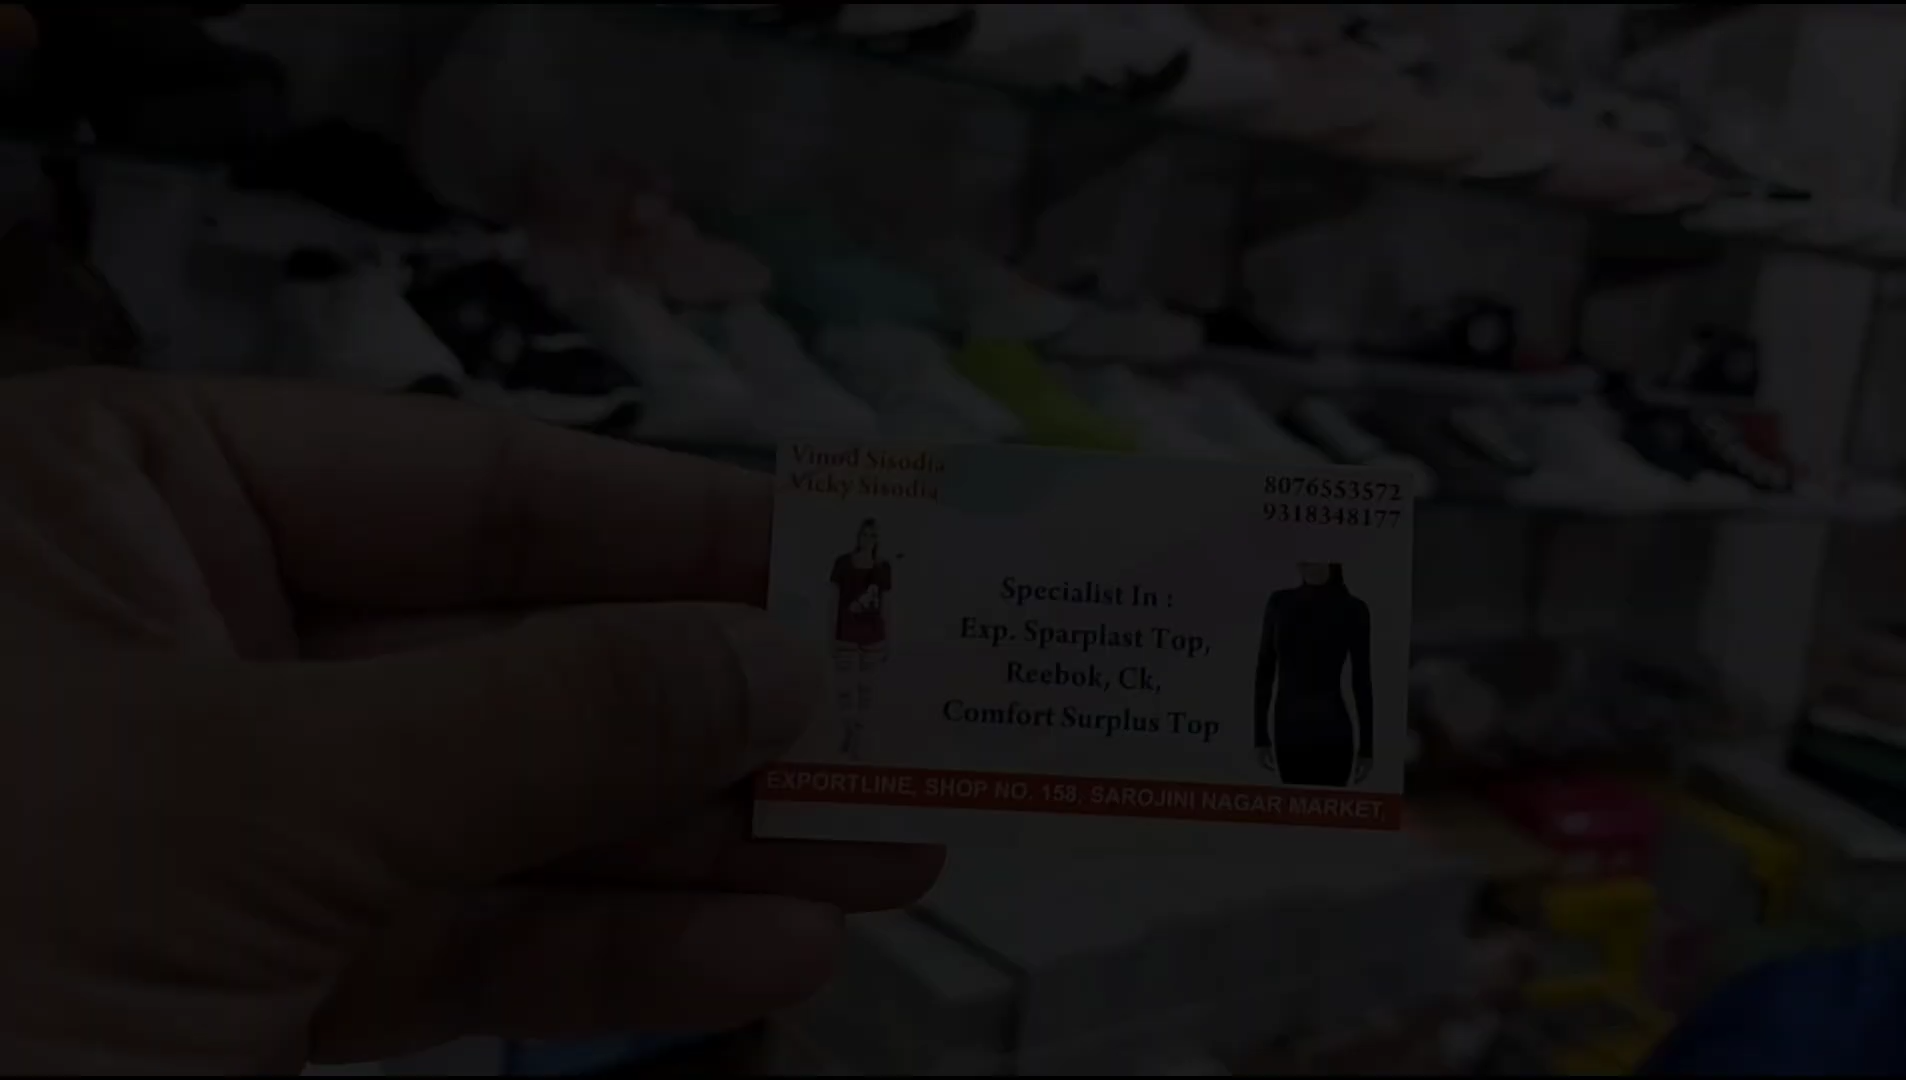 Vinod Sisodia
Vicky Sisodia
8076553572
9318348177
Specialist In :
Exp. Sparplast Top,
Reebok, Ck,
Comfort Surplus Top
EXPORTLINE, SHOP NO. 158, SAROJINI NAGAR MARKET,